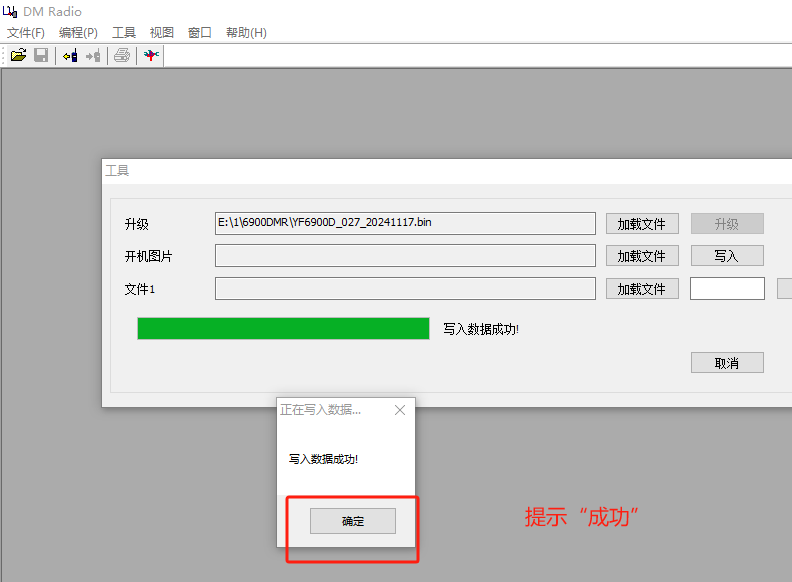 DM Radio
文件(F) 编程(P) 工具 视图 窗口 帮助(H)
工具
升级 E:\1\6900DMR\YF6900D_027_20241117.bin 加载文件 升级
开机图片 加载文件 写入
文件1 加载文件
写入数据成功!
取消
正在写入数据...
写入数据成功!
确定
提示“成功”